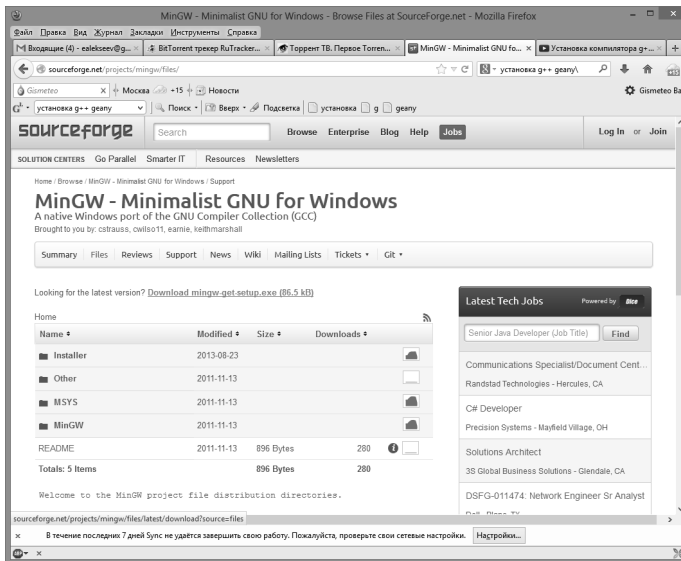 MinGW - Minimalist GNU for Windows - Browse Files at SourceForge.net - Mozilla Firefox
Файл Правка Вид Журнал Закладки Инструменты Справка
Входящие (4) - ealekseev@g... × BitTorrent трекер RuTracker... × Торрент ТВ. Первое Torren... × MinGW - Minimalist GNU fo... × Установка компилятора g+... × +
sourceforge.net/projects/mingw/files/ установка g++ geany\
Gismeteo X Москва +15 Новости Gismeteo Ba
установка g++ geany Поиск Вверх Подсветка установка g geany
sourceforge Search Browse Enterprise Blog Help Jobs Log In or Join
SOLUTION CENTERS Go Parallel Smarter IT Resources Newsletters
Home / Browse / MinGW - Minimalist GNU for Windows / Support
MinGW - Minimalist GNU for Windows
A native Windows port of the GNU Compiler Collection (GCC)
Brought to you by: cstrauss, cwilso11, earnie, keithmarshall
Summary Files Reviews Support News Wiki Mailing Lists Tickets Git
Looking for the latest version? Download mingw-get-setup.exe (86.5 kB)
Home
Name Modified Size Downloads
Installer 2013-08-23
Other 2011-11-13
MSYS 2011-11-13
MinGW 2011-11-13
README 2011-11-13 896 Bytes 280
Totals: 5 Items 896 Bytes 280
Welcome to the MinGW project file distribution directories.
Latest Tech Jobs Powered by Dice
Senior Java Developer (Job Title) Find
Communications Specialist/Document Cent...
Randstad Technologies - Hercules, CA
C# Developer
Precision Systems - Mayfield Village, OH
Solutions Architect
3S Global Business Solutions - Glendale, CA
DSFG-011474: Network Engineer Sr Analyst
sourceforge.net/projects/mingw/files/latest/download?source=files
× В течение последних 7 дней Sync не удаётся завершить свою работу. Пожалуйста, проверьте свои сетевые настройки. Настройки...
×